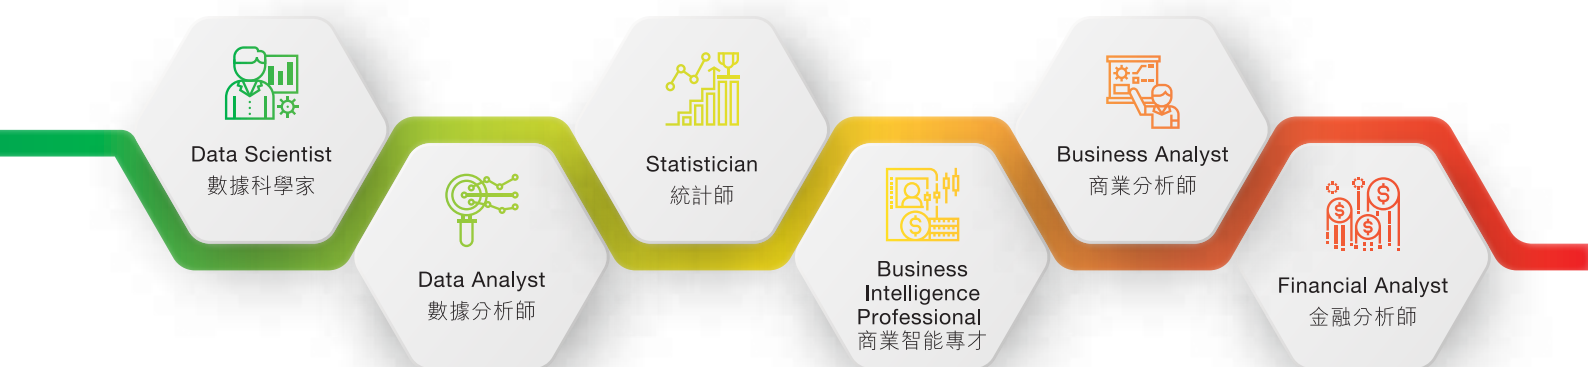 Data Scientist
數據科學家
Data Analyst
數據分析師
Statistician
統計師
Business
Intelligence
Professional
商業智能專才
Business Analyst
商業分析師
Financial Analyst
金融分析師